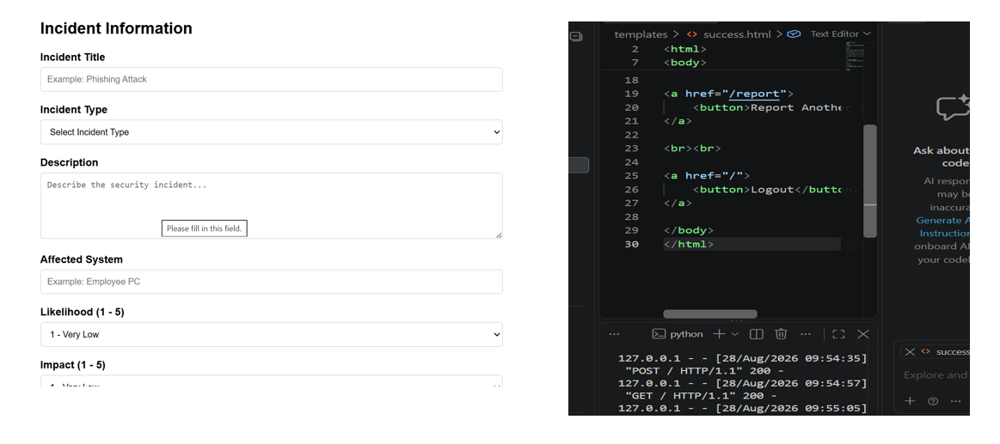 Incident Information
Incident Title
Example: Phishing Attack
Incident Type
Select Incident Type
Description
Describe the security incident...
Please fill in this field.
Affected System
Example: Employee PC
Likelihood (1 - 5)
1 - Very Low
Impact (1 - 5)
1 - Very Low
templates > <> success.html > Text Editor
2 <html>
7 <body>
18
19 <a href="/report">
20 <button>Report Another
21 </a>
22
23 <br><br>
24
25 <a href="/">
26 <button>Logout</button>
27 </a>
28
29 </body>
30 </html>
... python + ...
127.0.0.1 - - [28/Aug/2026 09:54:35]
"POST / HTTP/1.1" 200 -
127.0.0.1 - - [28/Aug/2026 09:54:57]
"GET / HTTP/1.1" 200 -
127.0.0.1 - - [28/Aug/2026 09:55:05]
Ask about
code
AI respon
may be
inaccura
Generate A
Instruction
onboard AI
your codel
<> success
Explore and
+ ...